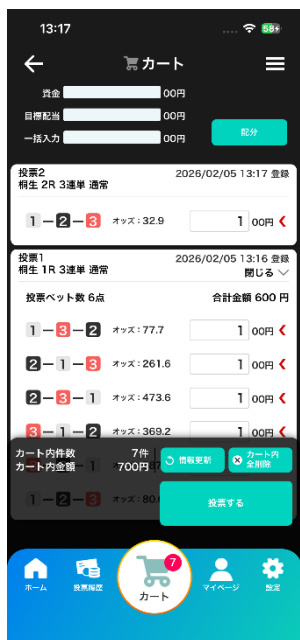 13:17
58
カート
資金 00円
目標配当 00円
一括入力 00円 配分
投票2 2026/02/05 13:17 登録
桐生 2R 3連単 通常
1-2-3 オッズ: 32.9 1 00円
投票1 2026/02/05 13:16 登録
桐生 1R 3連単 通常 閉じる
投票ベット数 6点 合計金額 600 円
1-3-2 オッズ: 77.7 1 00円
2-1-3 オッズ: 261.6 1 00円
2-3-1 オッズ: 473.6 1 00円
3-1-2 オッズ: 369.2 1 00円
カート内件数 7件
カート内金額 700円
情報更新
カート内
全削除
1-2-3 オッズ: 80.
投票する
ホーム
投票履歴
7
カート
マイページ
設定